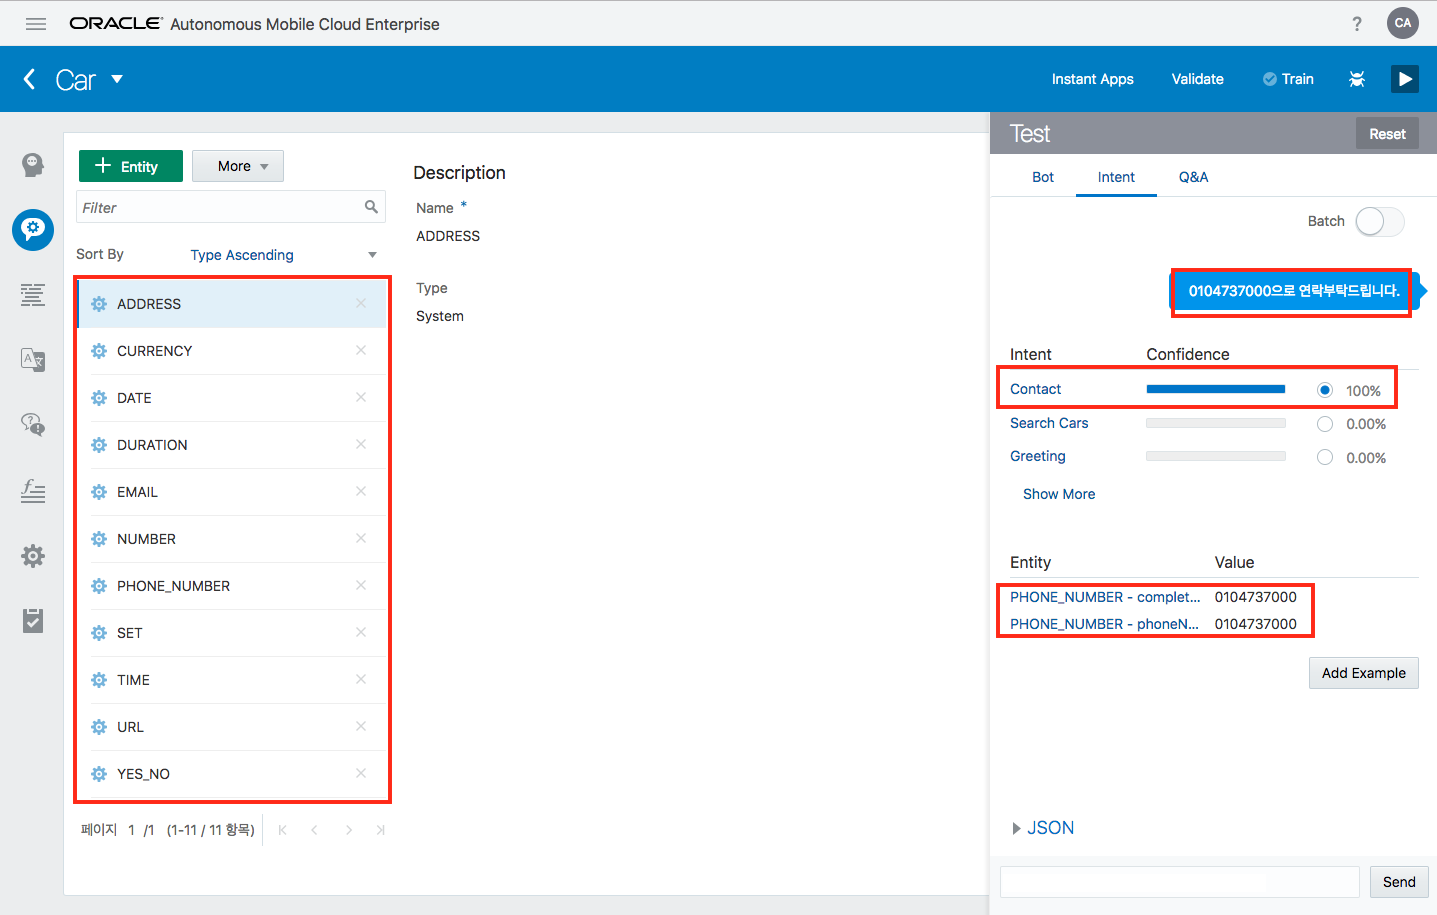 ORACLE® Autonomous Mobile Cloud Enterprise
?
CA
Car
Instant Apps
Validate
Train
+ Entity
More
Filter
Sort By
Type Ascending
ADDRESS
CURRENCY
DATE
DURATION
EMAIL
NUMBER
PHONE_NUMBER
SET
TIME
URL
YES_NO
페이지 1 /1 (1-11 / 11 항목)
Description
Name *
ADDRESS
Type
System
Test
Reset
Bot
Intent
Q&A
Batch
0104737000으로 연락부탁드립니다.
Intent Confidence
Contact 100%
Search Cars 0.00%
Greeting 0.00%
Show More
Entity Value
PHONE_NUMBER - complet... 0104737000
PHONE_NUMBER - phoneN... 0104737000
Add Example
JSON
Send